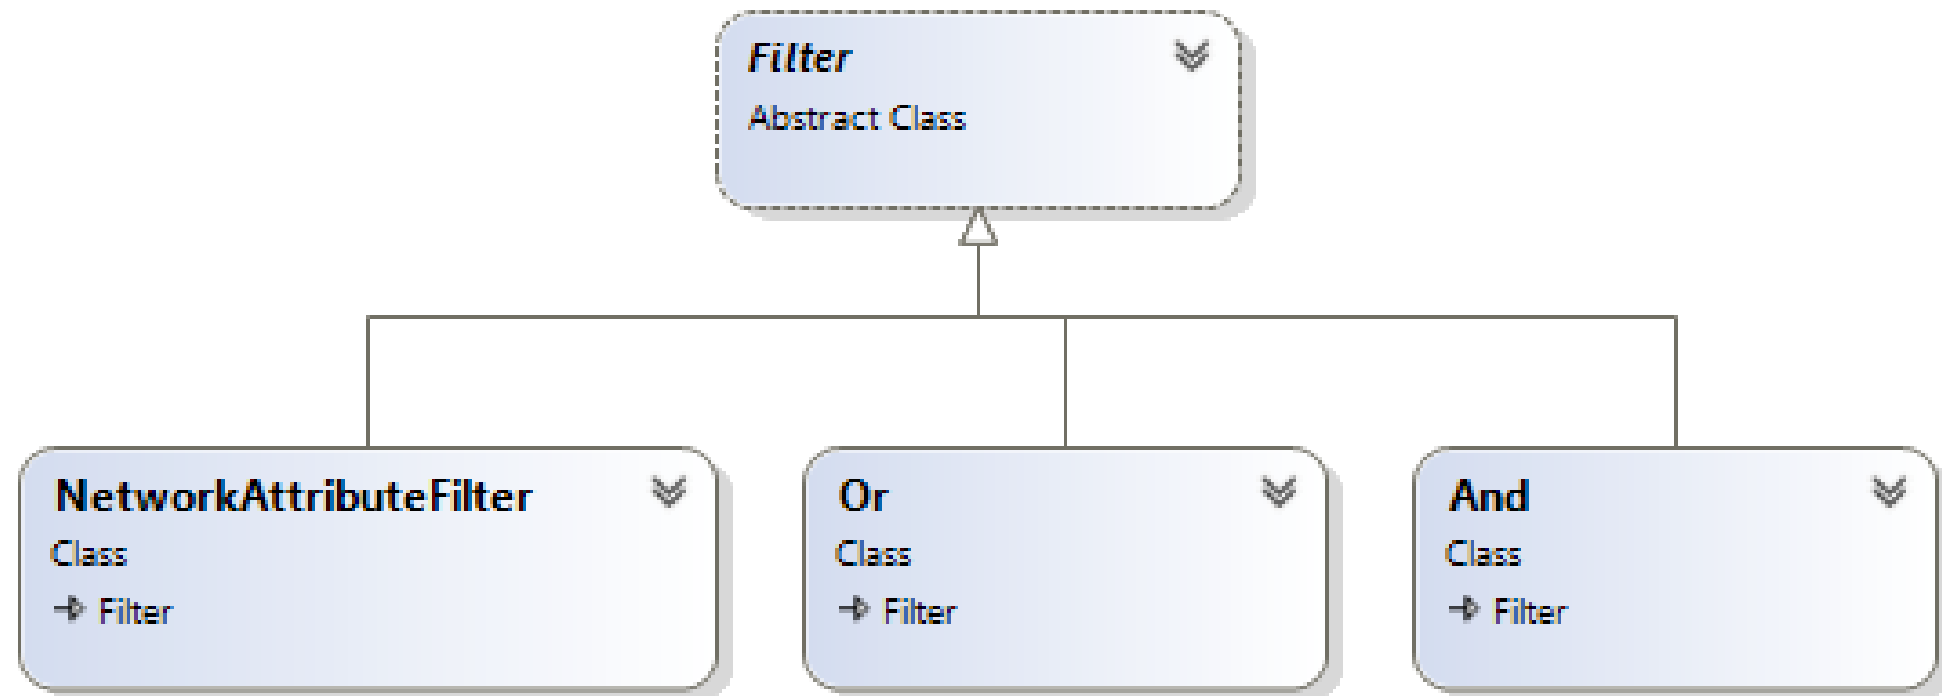 Filter
Abstract Class
NetworkAttributeFilter
Class
Filter
Or
Class
Filter
And
Class
Filter